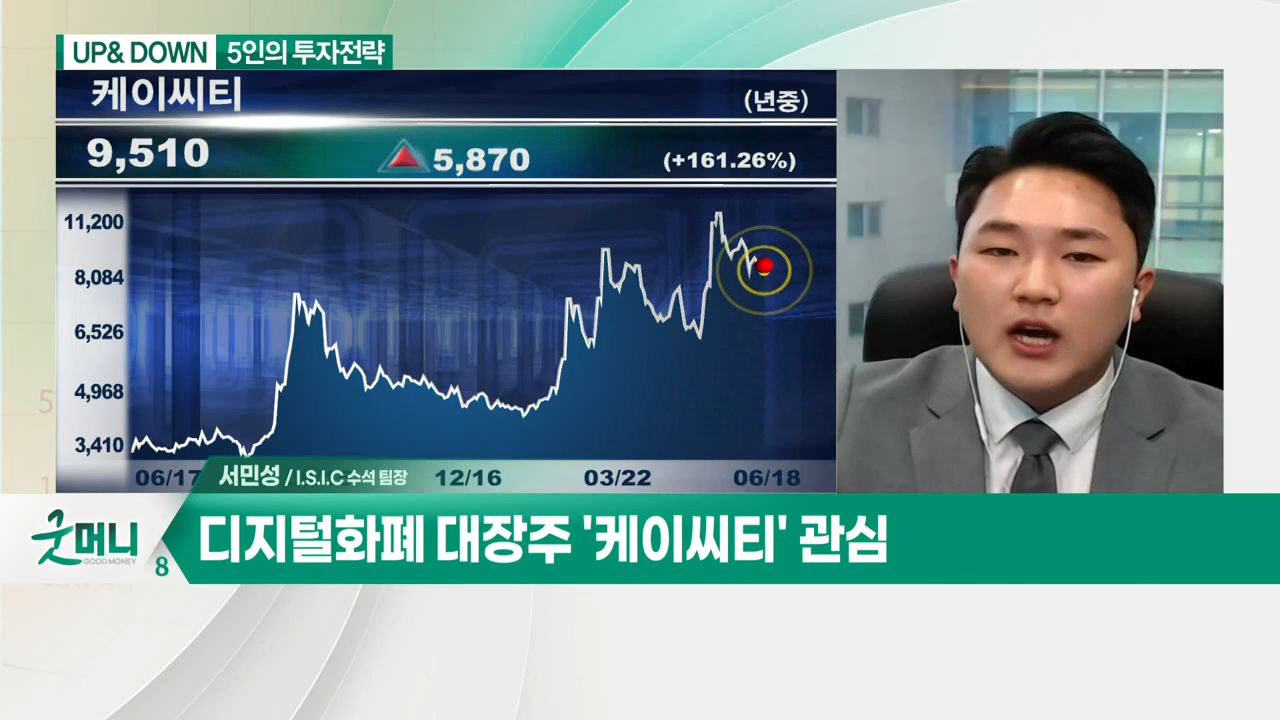 UP& DOWN 5인의 투자전략
케이씨티
(년중)
9,510 ▲ 5,870 (+161.26%)
11,200
8,084
6,526
4,968
3,410
06/17 12/16 03/22 06/18
서민성 / I.S.I.C 수석 팀장
디지털화폐 대장주 '케이씨티' 관심
굿머니
GOOD MONEY
8
5
1